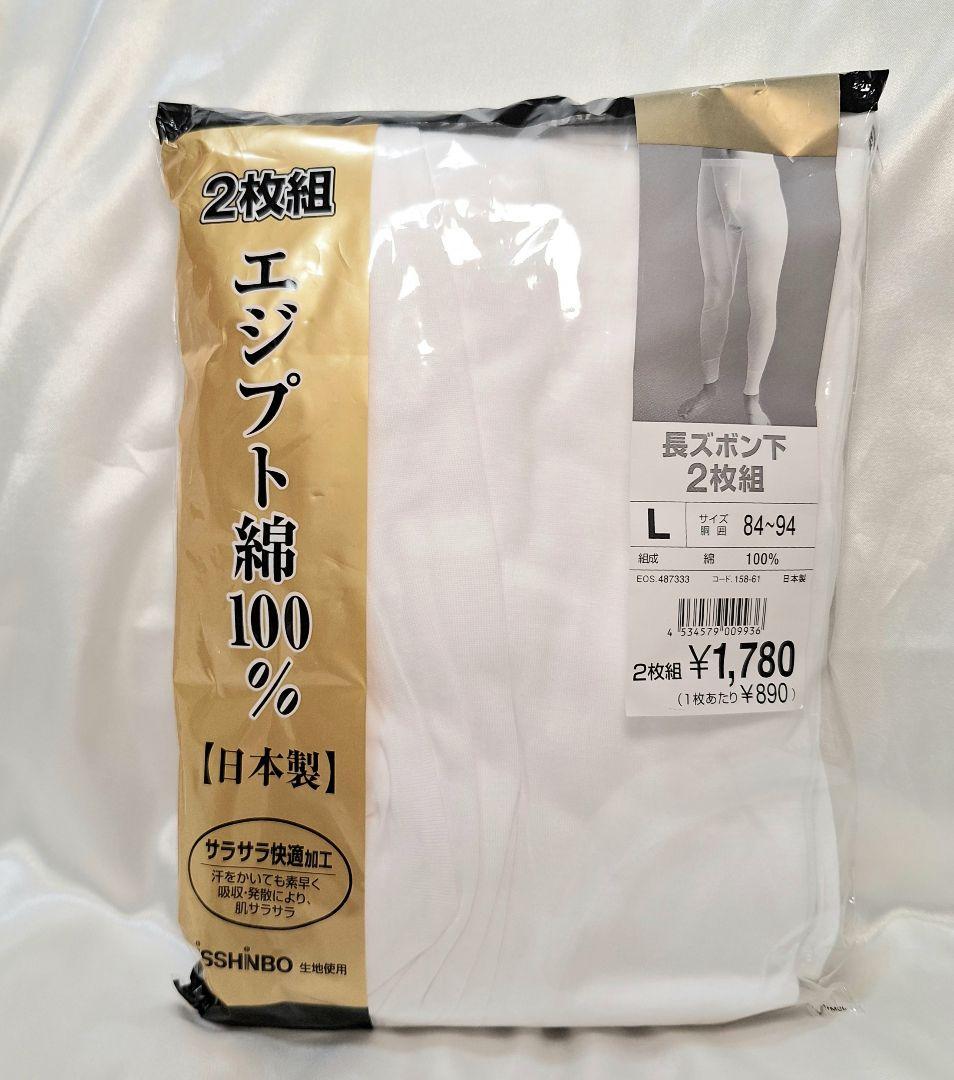 2枚組
エジプト綿100%
【日本製】
サラサラ快適加工
汗をかいても素早く
吸収・発散により、
肌サラサラ
ISSHINBO 生地使用
長ズボン下
2枚組
L サイズ 胴囲 84~94
組成 綿 100%
EOS.487333 コード.158-61 日本製
4 534579 009936
2枚組 ¥1,780
(1枚あたり¥890)